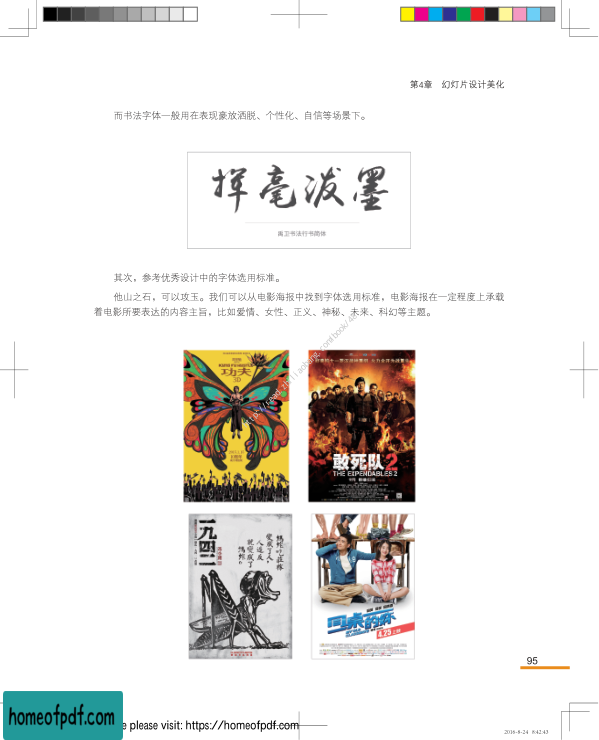 第4章 幻灯片设计美化
而书法字体一般用在表现豪放洒脱、个性化、自信等场景下。
挥毫泼墨
禹卫书法行书简体
其次，参考优秀设计中的字体选用标准。
他山之石，可以攻玉。我们可以从电影海报中找到字体选用标准，电影海报在一定程度上承载
着电影所要表达的内容主旨，比如爱情、女性、正义、神秘、未来、科幻等主题。
功夫
3D
敢死队2
THE EXPENDABLES 2
一九四二
同桌的你
4.25
95
homeofpdf.com
e please visit: https://homeofpdf.com
2016-8-24 8:42:43